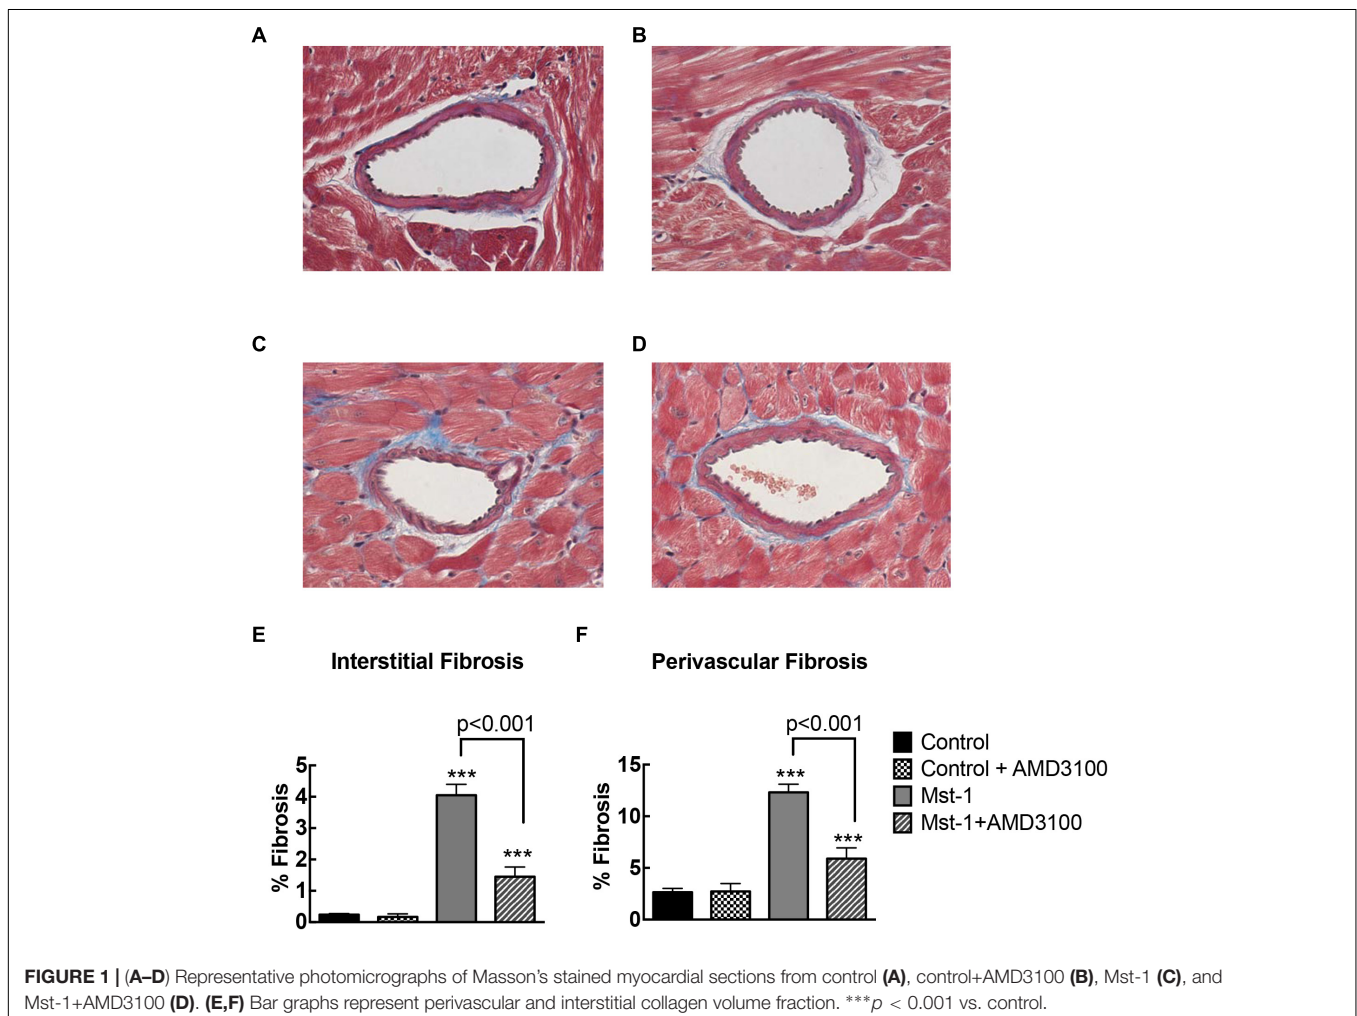 A
B
C
D
E
F
Interstitial Fibrosis
Perivascular Fibrosis
p<0.001
p<0.001
Control
Control + AMD3100
Mst-1
Mst-1+AMD3100
% Fibrosis
5
4
3
2
1
0
***
***
% Fibrosis
15
10
5
0
***
***
FIGURE 1 | (A–D) Representative photomicrographs of Masson's stained myocardial sections from control (A), control+AMD3100 (B), Mst-1 (C), and
Mst-1+AMD3100 (D). (E,F) Bar graphs represent perivascular and interstitial collagen volume fraction. ***p < 0.001 vs. control.